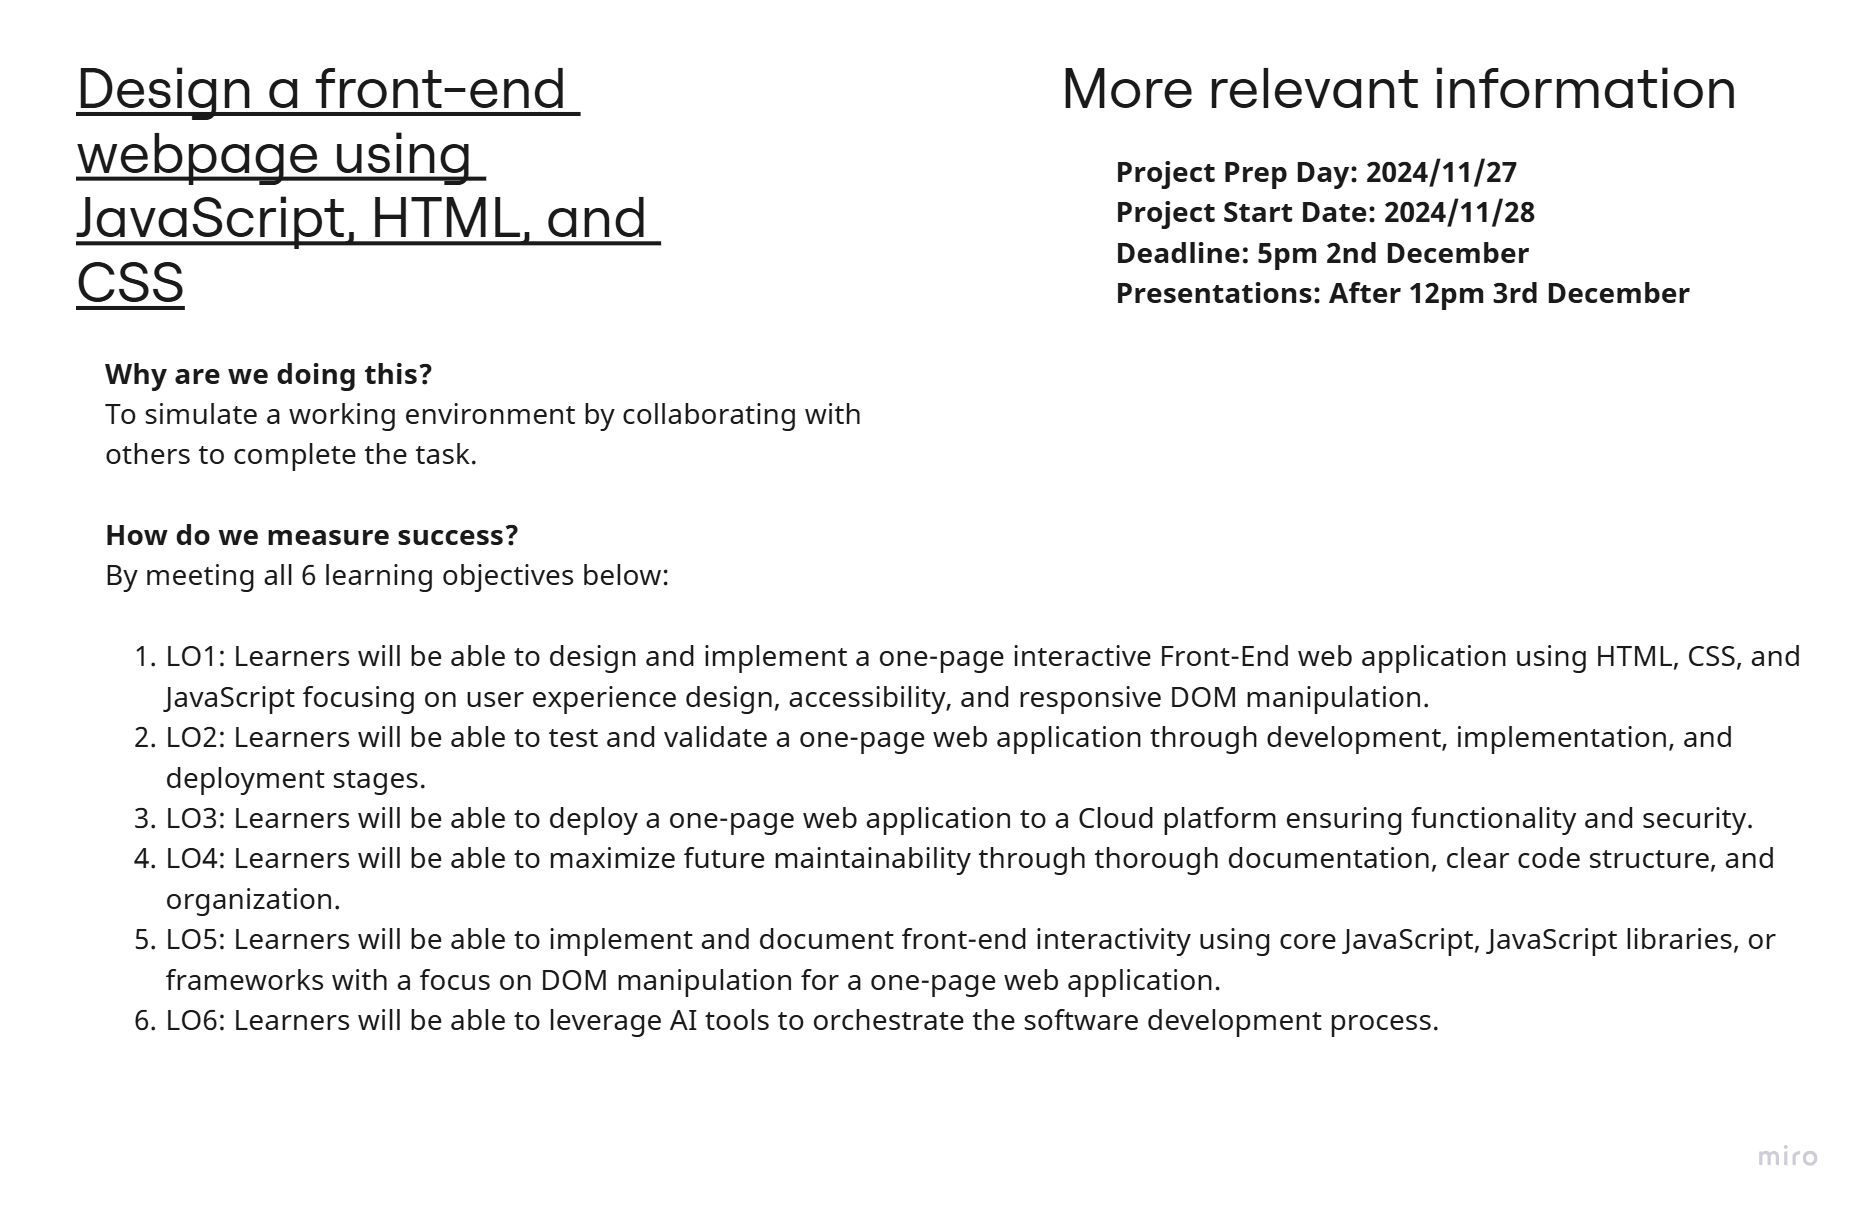 Design a front-end
webpage using
JavaScript, HTML, and
CSS
More relevant information
Project Prep Day: 2024/11/27
Project Start Date: 2024/11/28
Deadline: 5pm 2nd December
Presentations: After 12pm 3rd December
Why are we doing this?
To simulate a working environment by collaborating with
others to complete the task.
How do we measure success?
By meeting all 6 learning objectives below:
1. LO1: Learners will be able to design and implement a one-page interactive Front-End web application using HTML, CSS, and
JavaScript focusing on user experience design, accessibility, and responsive DOM manipulation.
2. LO2: Learners will be able to test and validate a one-page web application through development, implementation, and
deployment stages.
3. LO3: Learners will be able to deploy a one-page web application to a Cloud platform ensuring functionality and security.
4. LO4: Learners will be able to maximize future maintainability through thorough documentation, clear code structure, and
organization.
5. LO5: Learners will be able to implement and document front-end interactivity using core JavaScript, JavaScript libraries, or
frameworks with a focus on DOM manipulation for a one-page web application.
6. LO6: Learners will be able to leverage AI tools to orchestrate the software development process.
miro